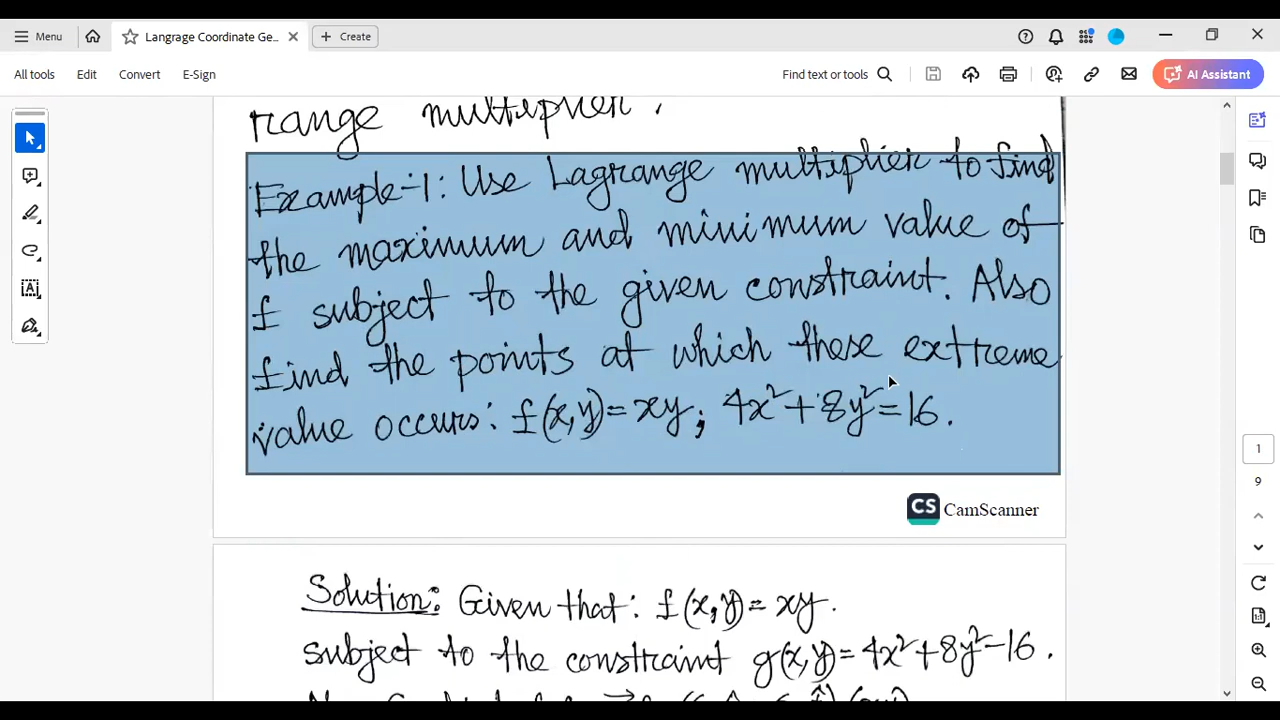 Menu
Langrage Coordinate Ge...
Create
All tools
Edit
Convert
E-Sign
Find text or tools
AI Assistant
range multiplier.
Example-1: Use Lagrange multiplier to find
the maximum and minimum value of
f subject to the given constraint. Also
find the points at which these extreme
value occurs: f(x,y)=xy; 4x²+8y²=16.
CS CamScanner
Solution: Given that: f(x,y)=xy.
subject to the constraint g(x,y)=4x²+8y²-16.
1
9